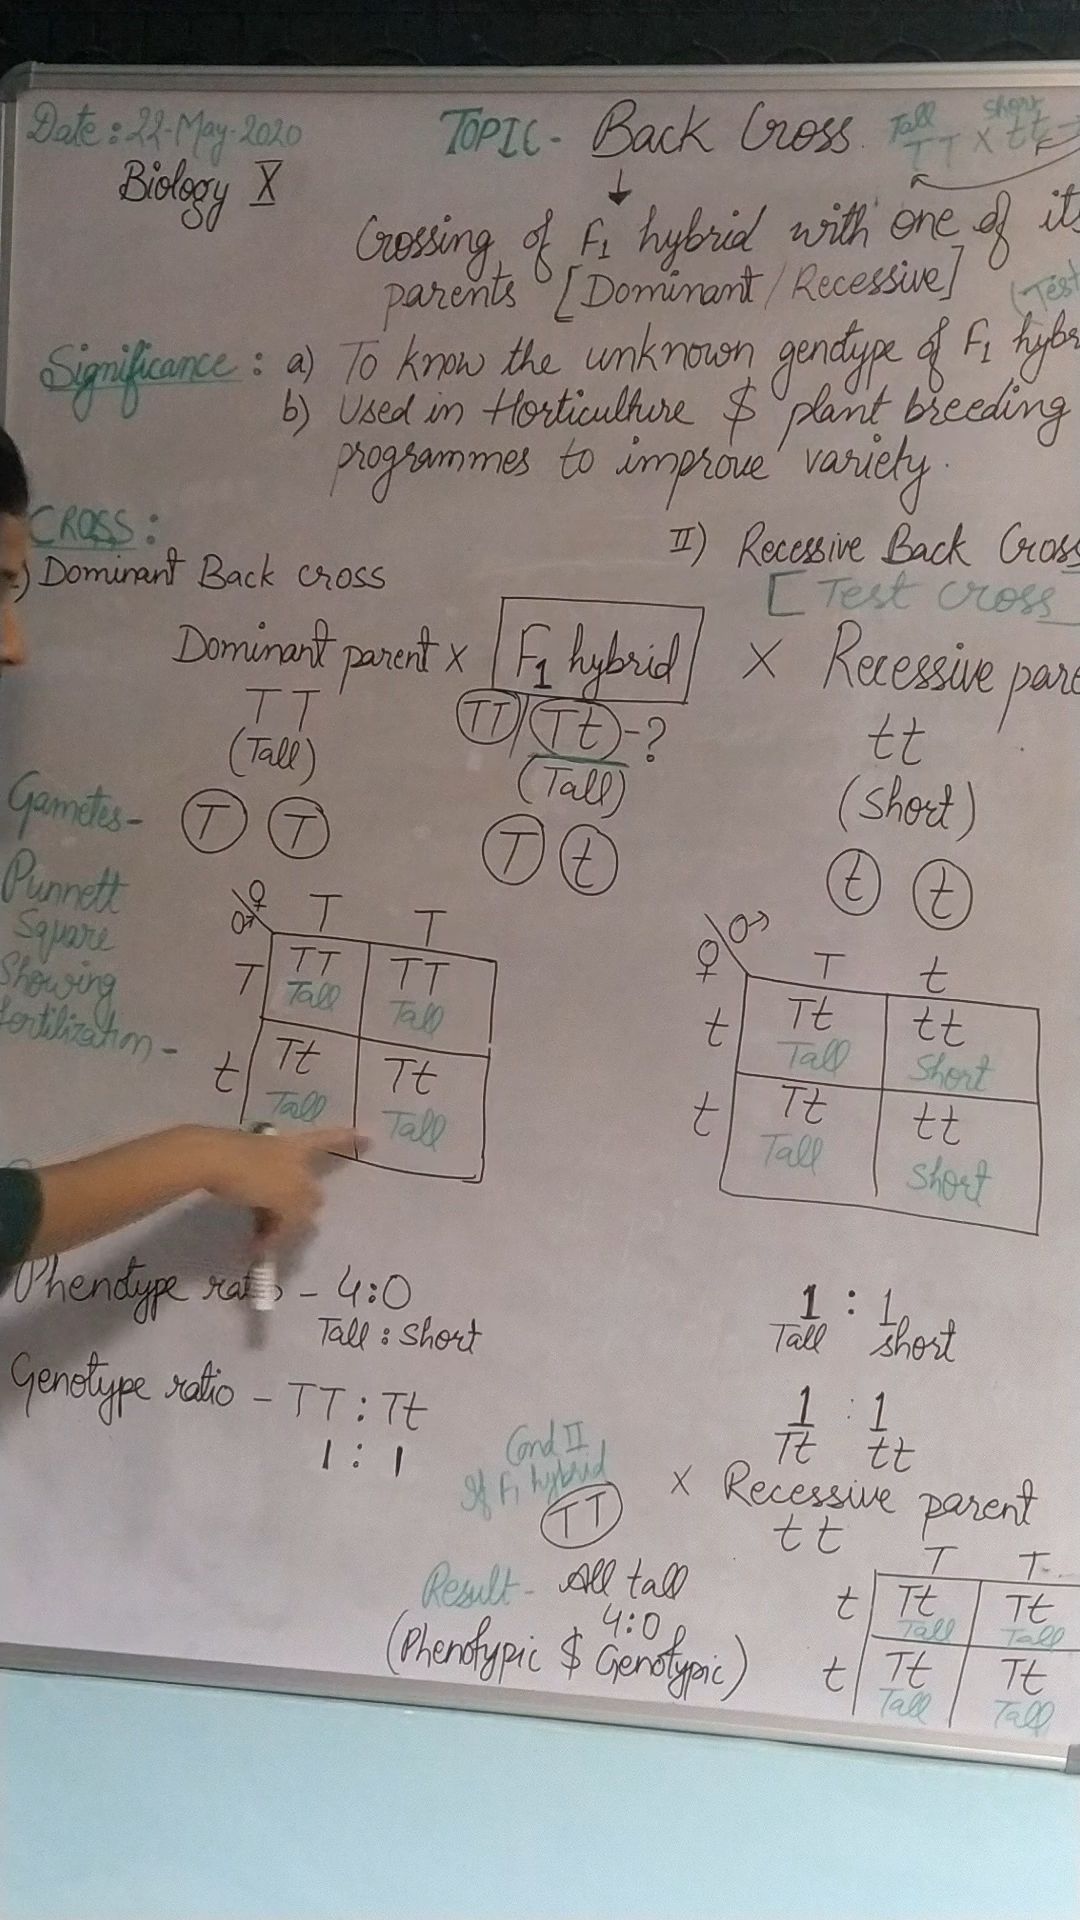 Date: 22-May-2020
TOPIC- Back Cross
Tall Short
TT X tt
Biology X
Crossing of F1 hybrid with one of its
parents [Dominant/Recessive]
(Test
Significance: a) To know the unknown genotype of F1 hybr
b) Used in Horticulture $ plant breeding
programmes to improve variety.
CROSS:
) Dominant Back cross
II) Recessive Back Cross
[Test cross
Dominant parent x F1 hybrid X Recessive pare
TT TT/Tt-? tt
(Tall) (Tall) (Short)
Gametes- T T T t t t
Punnett
Square
Showing
fertilization-
♀ T T
♂
T TT TT
Tall Tall
t Tt Tt
Tall Tall
♂
♀ T t
t Tt tt
Tall Short
t Tt tt
Tall Short
Phenotype ratio - 4:0
Tall : Short
1 : 1
Tall short
Genotype ratio - TT : Tt
1 : 1
1 : 1
Tt tt
Cond II
If F1 hybrid
TT X Recessive parent
tt
Result- All tall
4:0
(Phenotypic $ Genotypic)
T T
t Tt Tt
Tall Tall
t Tt Tt
Tall Tall